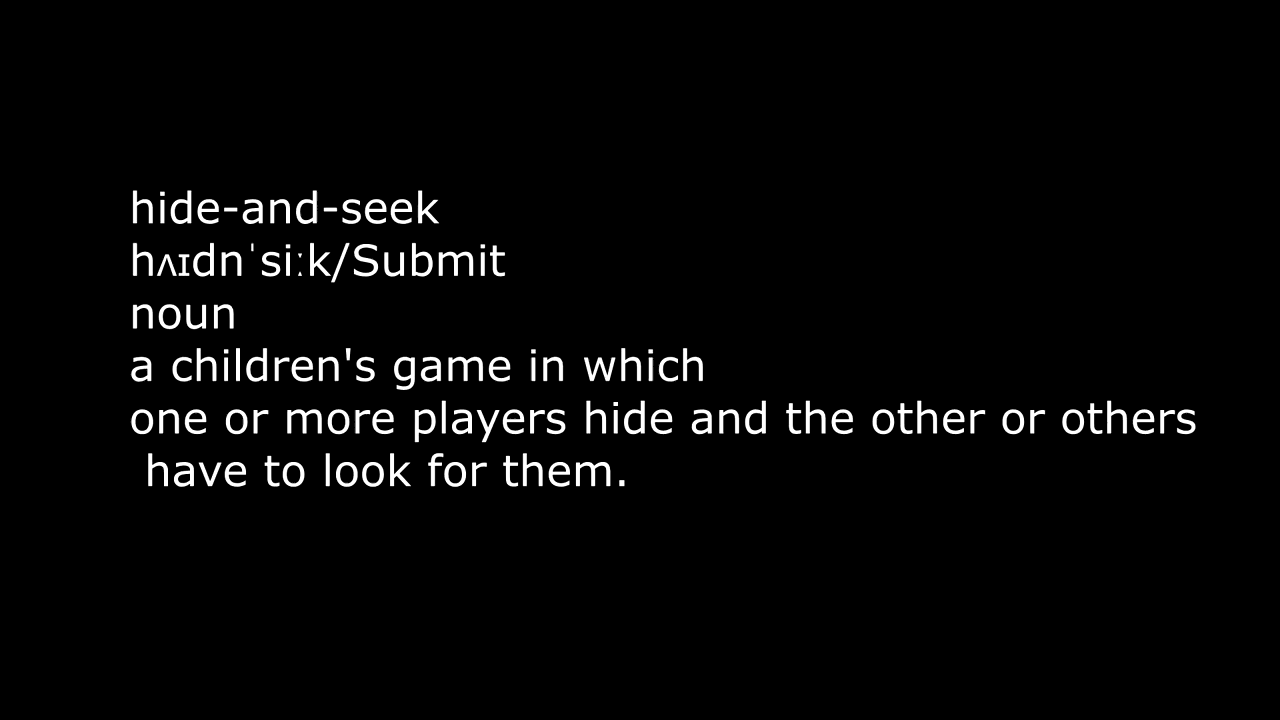 hide-and-seek
hʌɪdnˈsiːk/Submit
noun
a children's game in which
one or more players hide and the other or others
have to look for them.